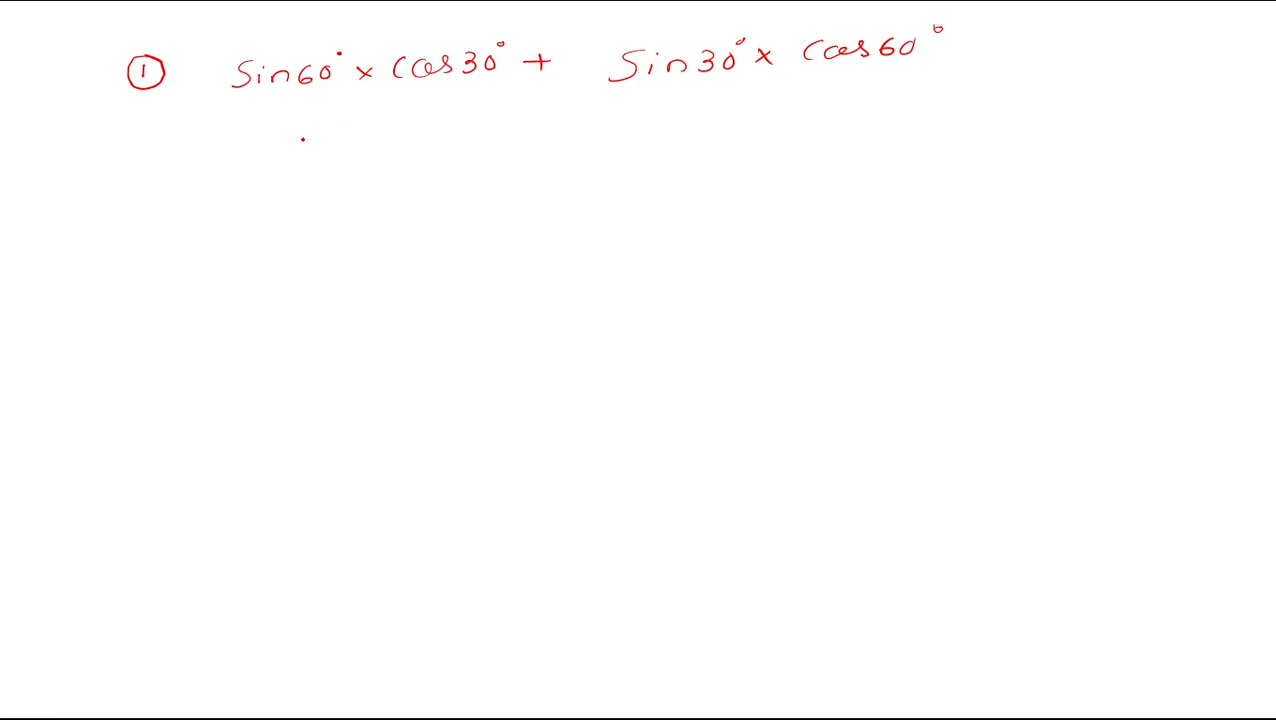 ① Sin60° × Cos30° + Sin30° × Cos60°